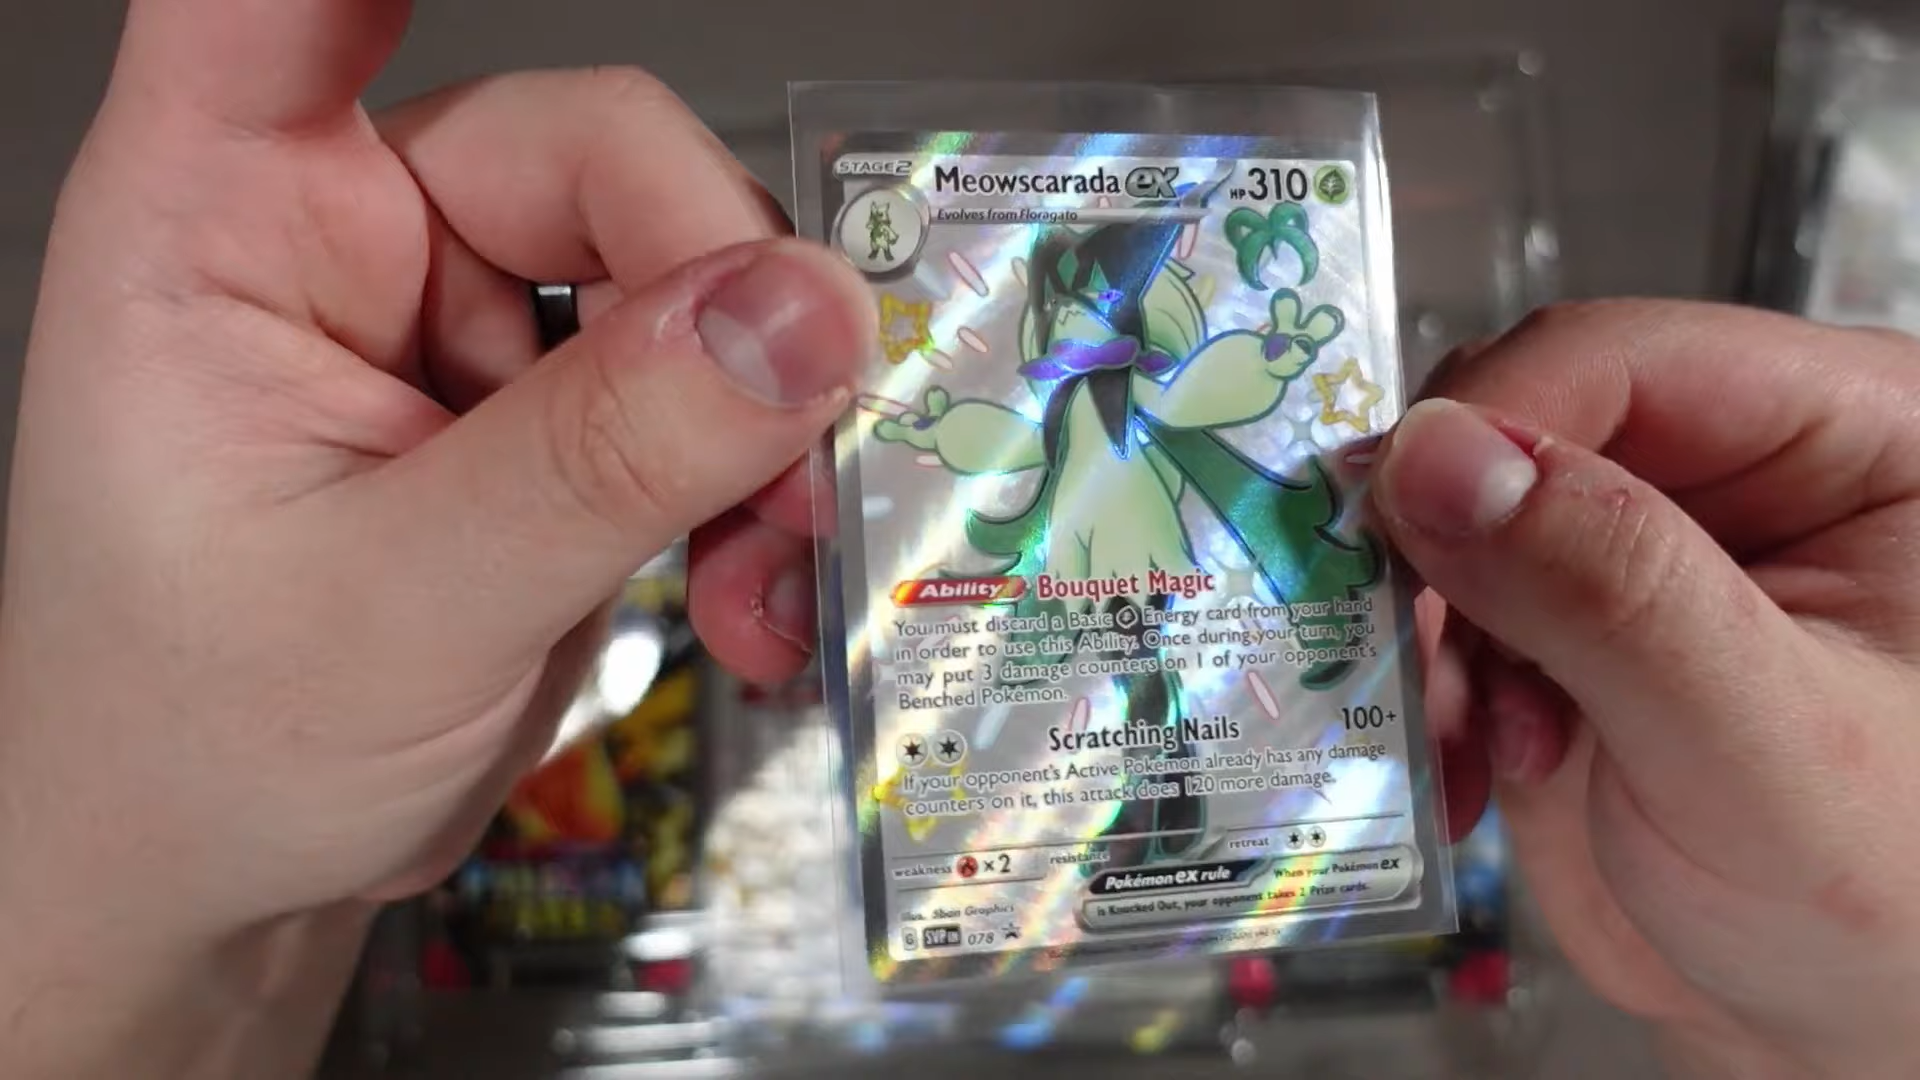 STAGE2
Meowscarada ex
HP 310
Evolves from Floragato
Ability Bouquet Magic
You must discard a Basic Energy card from your hand
in order to use this Ability. Once during your turn, you
may put 3 damage counters on 1 of your opponent's
Benched Pokémon.
Scratching Nails 100+
If your opponent's Active Pokémon already has any damage
counters on it, this attack does 120 more damage.
weakness ×2 resistance retreat
Pokémon ex rule When your Pokémon ex
is Knocked Out, your opponent takes 2 Prize cards.
Illus. 5ban Graphics
G SVP EN 078